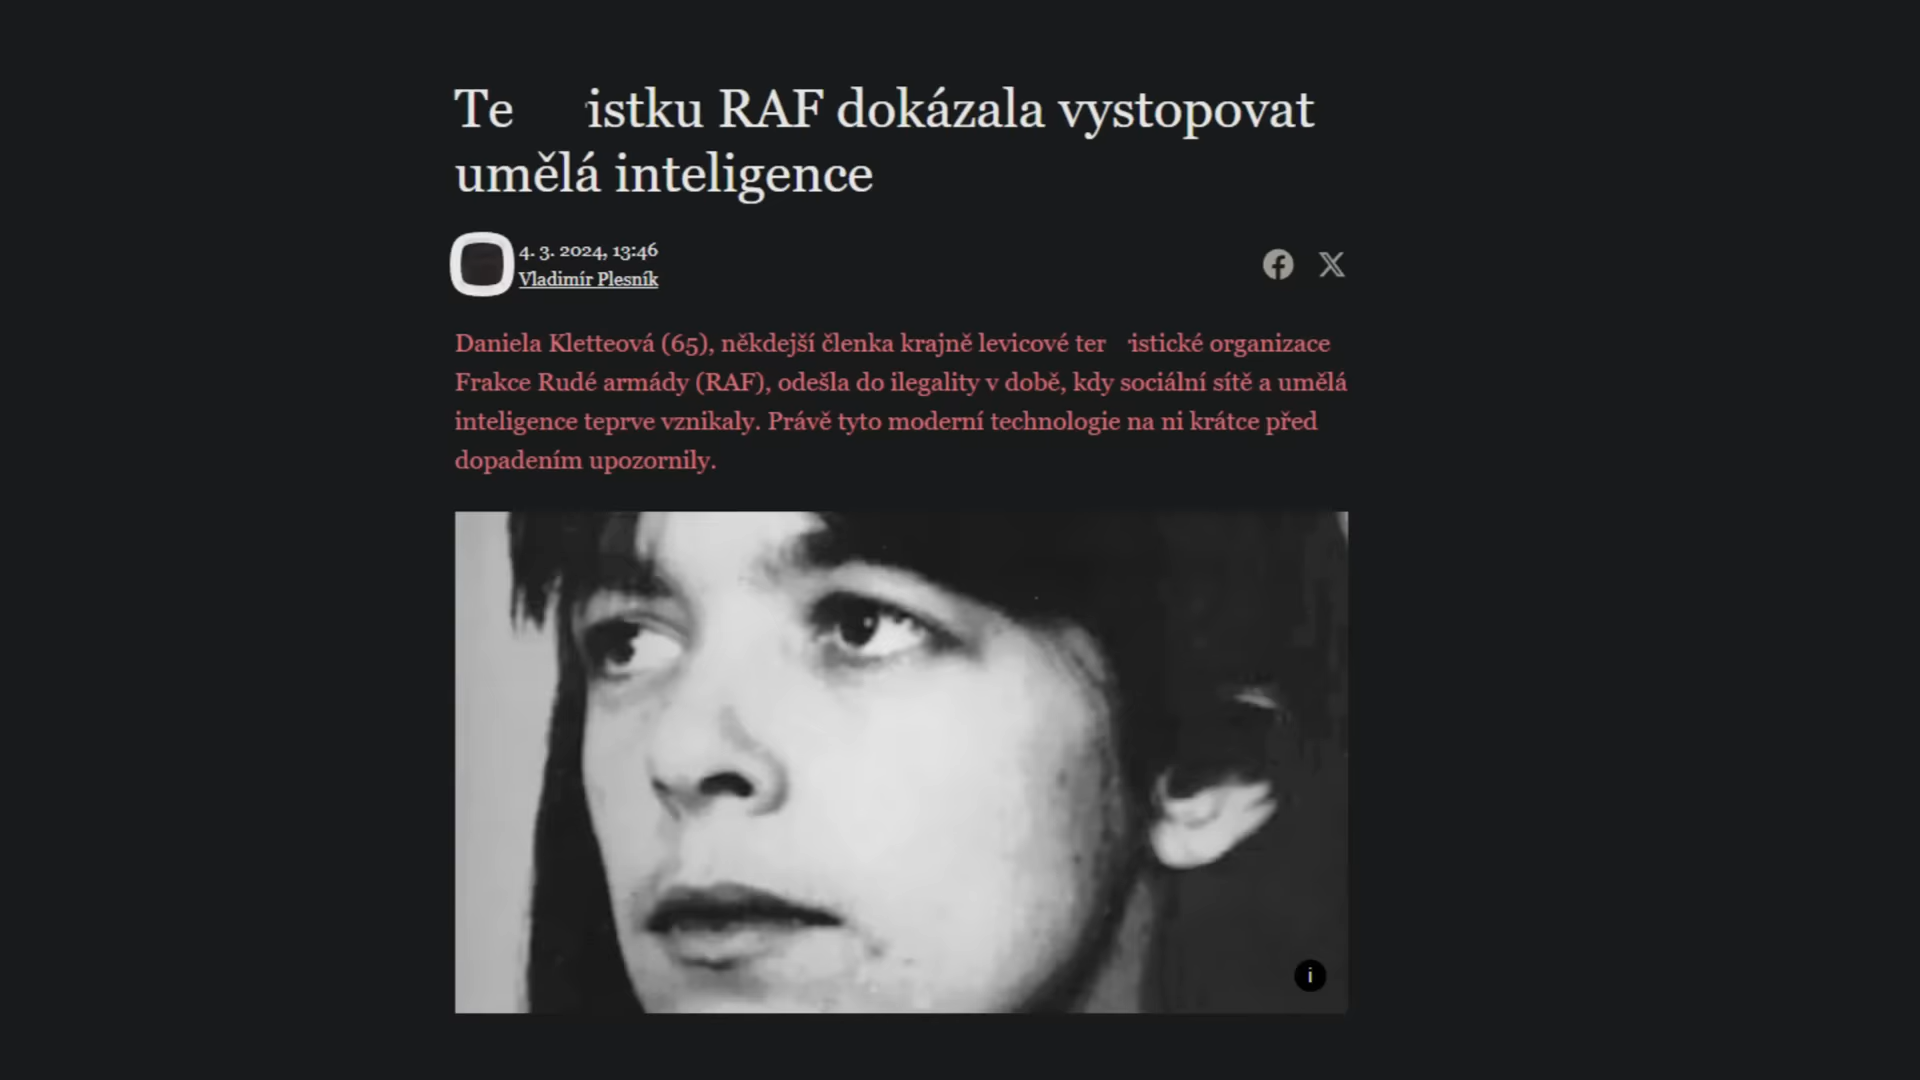 Te istku RAF dokázala vystopovat
umělá inteligence
4. 3. 2024, 13:46
Vladimír Plesník
Daniela Kletteová (65), někdejší členka krajně levicové ter istické organizace
Frakce Rudé armády (RAF), odešla do ilegality v době, kdy sociální sítě a umělá
inteligence teprve vznikaly. Právě tyto moderní technologie na ni krátce před
dopadením upozornily.
i